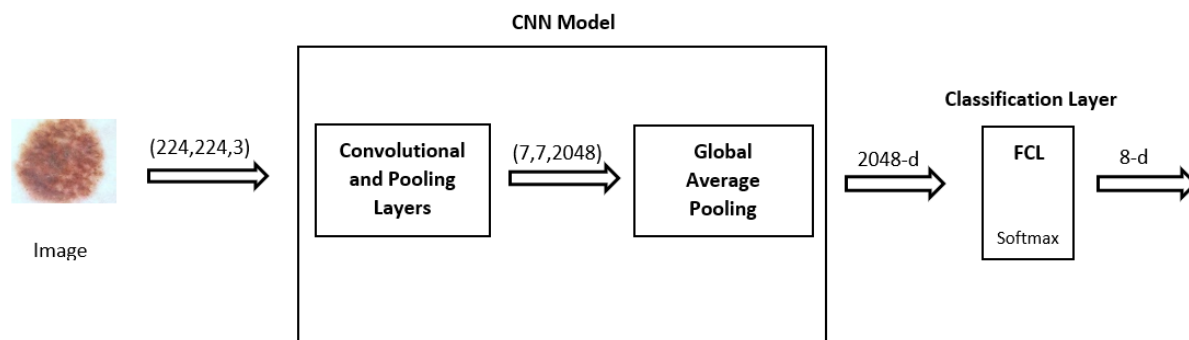 CNN Model
Image
(224,224,3)
Convolutional
and Pooling
Layers
(7,7,2048)
Global
Average
Pooling
2048-d
Classification Layer
FCL
Softmax
8-d